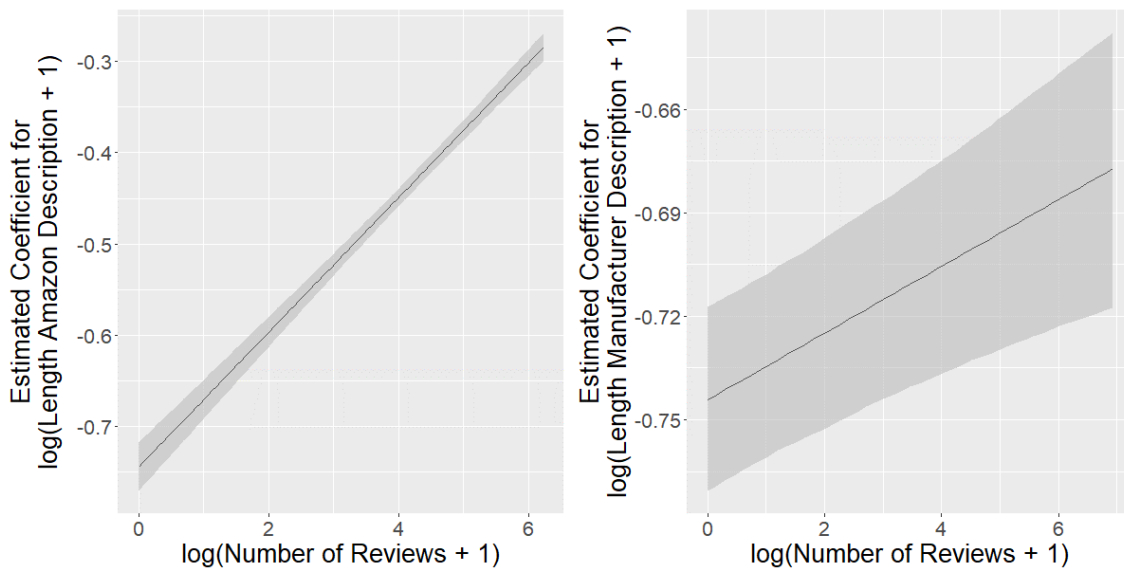 Estimated Coefficient for
log(Length Amazon Description + 1)
-0.3
-0.4
-0.5
-0.6
-0.7
0
2
4
6
log(Number of Reviews + 1)
Estimated Coefficient for
log(Length Manufacturer Description + 1)
-0.66
-0.69
-0.72
-0.75
0
2
4
6
log(Number of Reviews + 1)